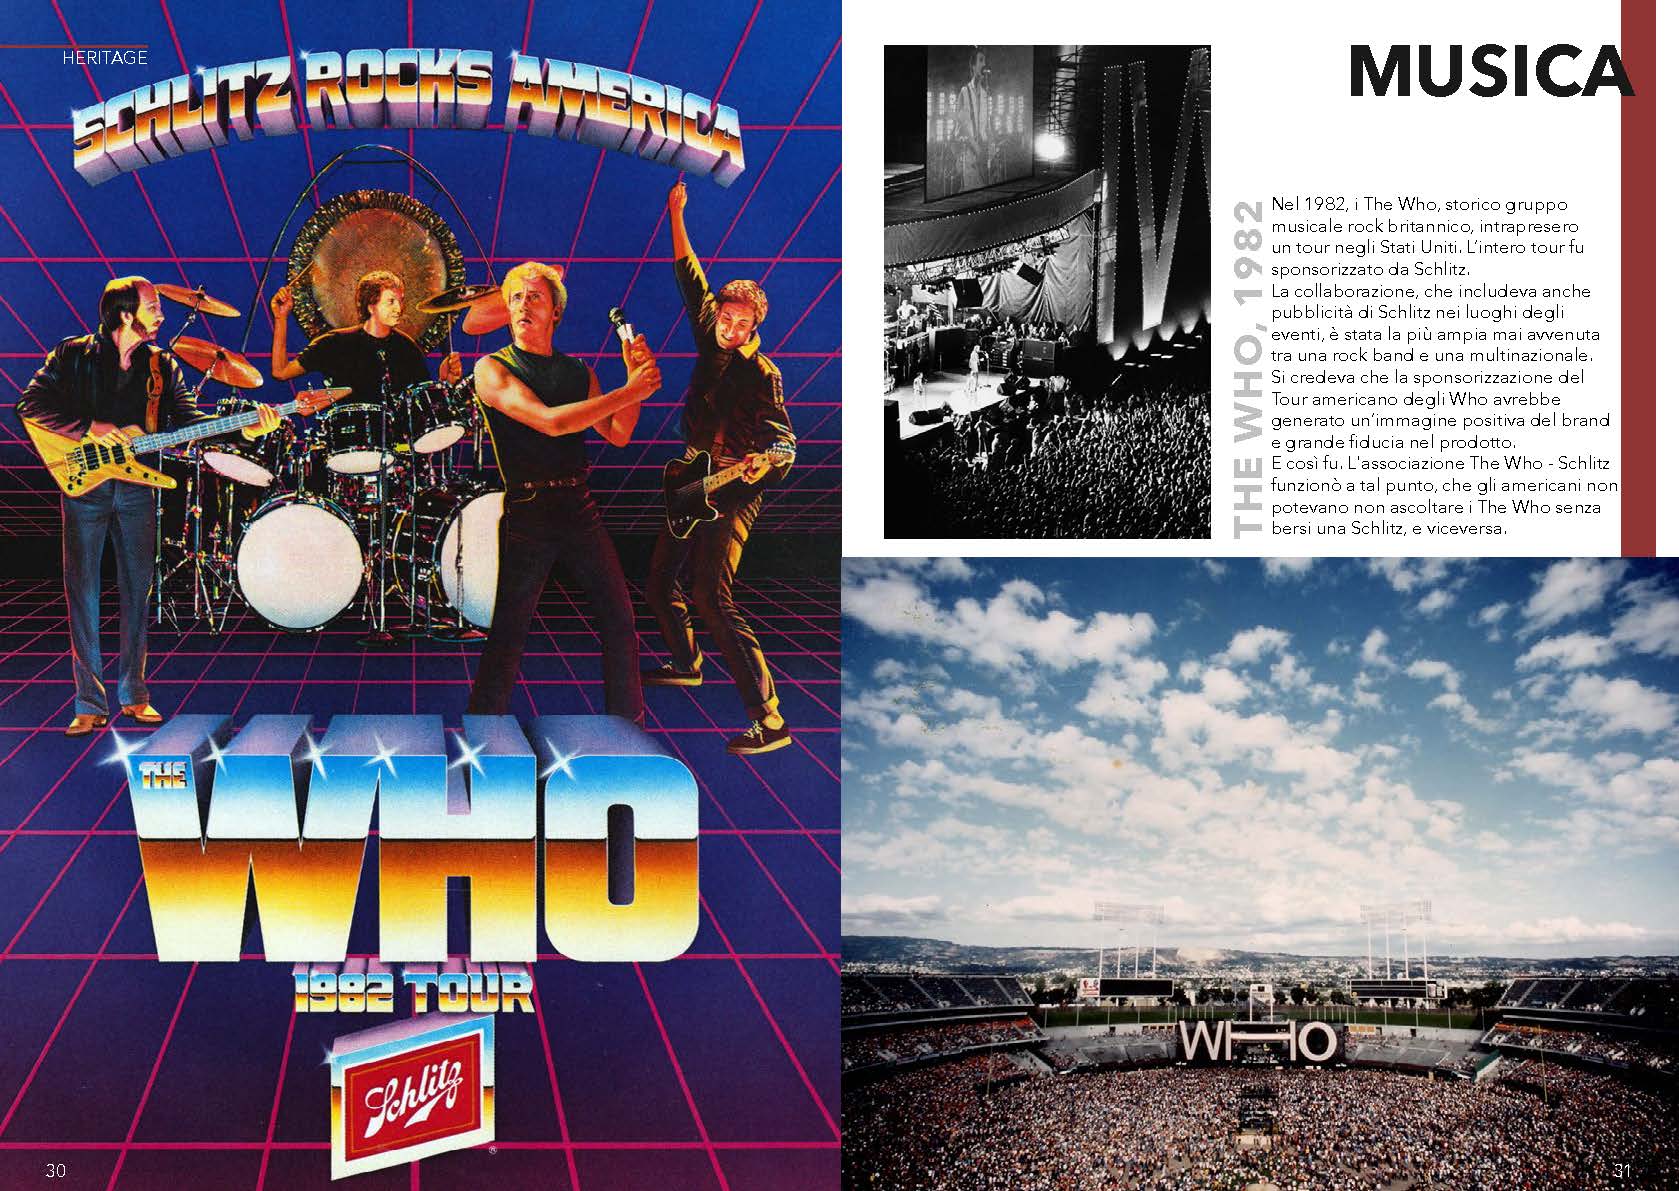 HERITAGE
SCHLITZ ROCKS AMERICA
THE
WHO
1982 TOUR
Schlitz
®
30
MUSICA
THE WHO, 1982
Nel 1982, i The Who, storico gruppo
musicale rock britannico, intrapresero
un tour negli Stati Uniti. L’intero tour fu
sponsorizzato da Schlitz.
La collaborazione, che includeva anche
pubblicità di Schlitz nei luoghi degli
eventi, è stata la più ampia mai avvenuta
tra una rock band e una multinazionale.
Si credeva che la sponsorizzazione del
Tour americano degli Who avrebbe
generato un’immagine positiva del brand
e grande fiducia nel prodotto.
E così fu. L'associazione The Who - Schlitz
funzionò a tal punto, che gli americani non
potevano non ascoltare i The Who senza
bersi una Schlitz, e viceversa.
WHO
31